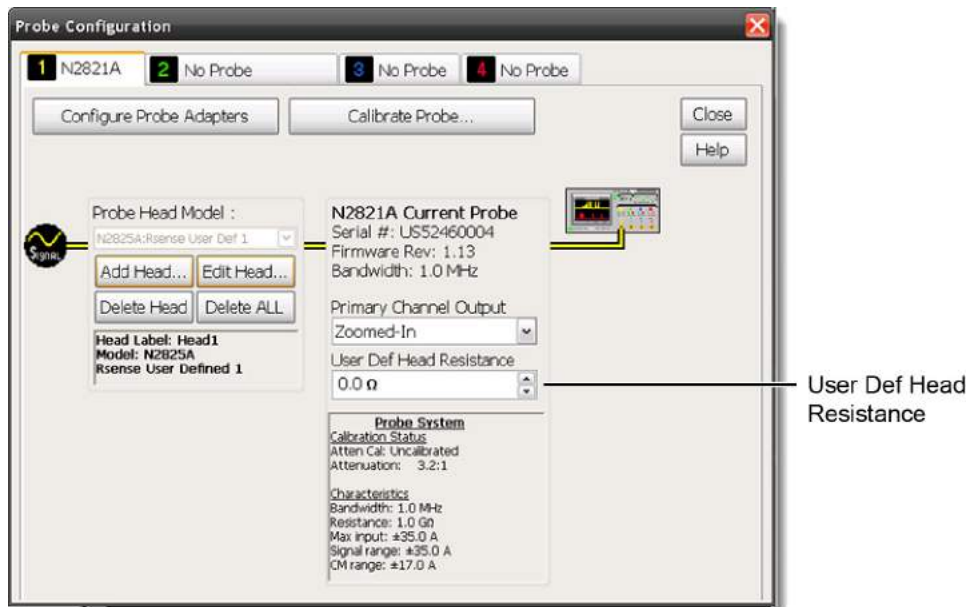 Probe Configuration
1 N2821A
2 No Probe
3 No Probe
4 No Probe
Configure Probe Adapters
Calibrate Probe...
Close
Help
Signal
Probe Head Model :
N2825A:Rsense User Def 1
Add Head...
Edit Head...
Delete Head
Delete ALL
Head Label: Head1
Model: N2825A
Rsense User Defined 1
N2821A Current Probe
Serial #: US52460004
Firmware Rev: 1.13
Bandwidth: 1.0 MHz
Primary Channel Output
Zoomed-In
User Def Head Resistance
0.0 Ω
Probe System
Calibration Status
Atten Cal: Uncalibrated
Attenuation: 3.2:1
Characteristics
Bandwidth: 1.0 MHz
Resistance: 1.0 GΩ
Max input: ±35.0 A
Signal range: ±35.0 A
CM range: ±17.0 A
User Def Head
Resistance